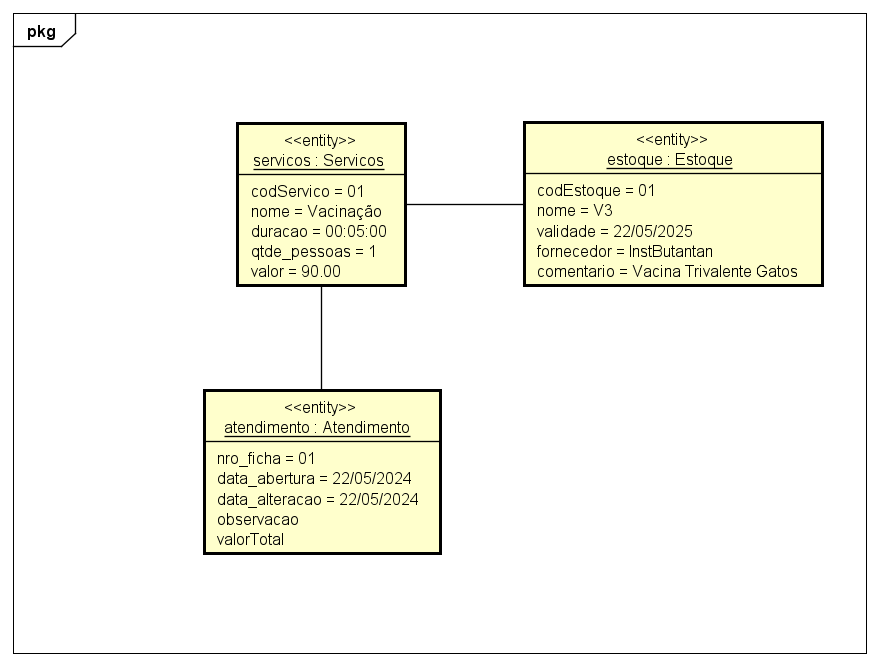 pkg
<<entity>>
servicos : Servicos
codServico = 01
nome = Vacinação
duracao = 00:05:00
qtde_pessoas = 1
valor = 90.00
<<entity>>
estoque : Estoque
codEstoque = 01
nome = V3
validade = 22/05/2025
fornecedor = InstButantan
comentario = Vacina Trivalente Gatos
<<entity>>
atendimento : Atendimento
nro_ficha = 01
data_abertura = 22/05/2024
data_alteracao = 22/05/2024
observacao
valorTotal